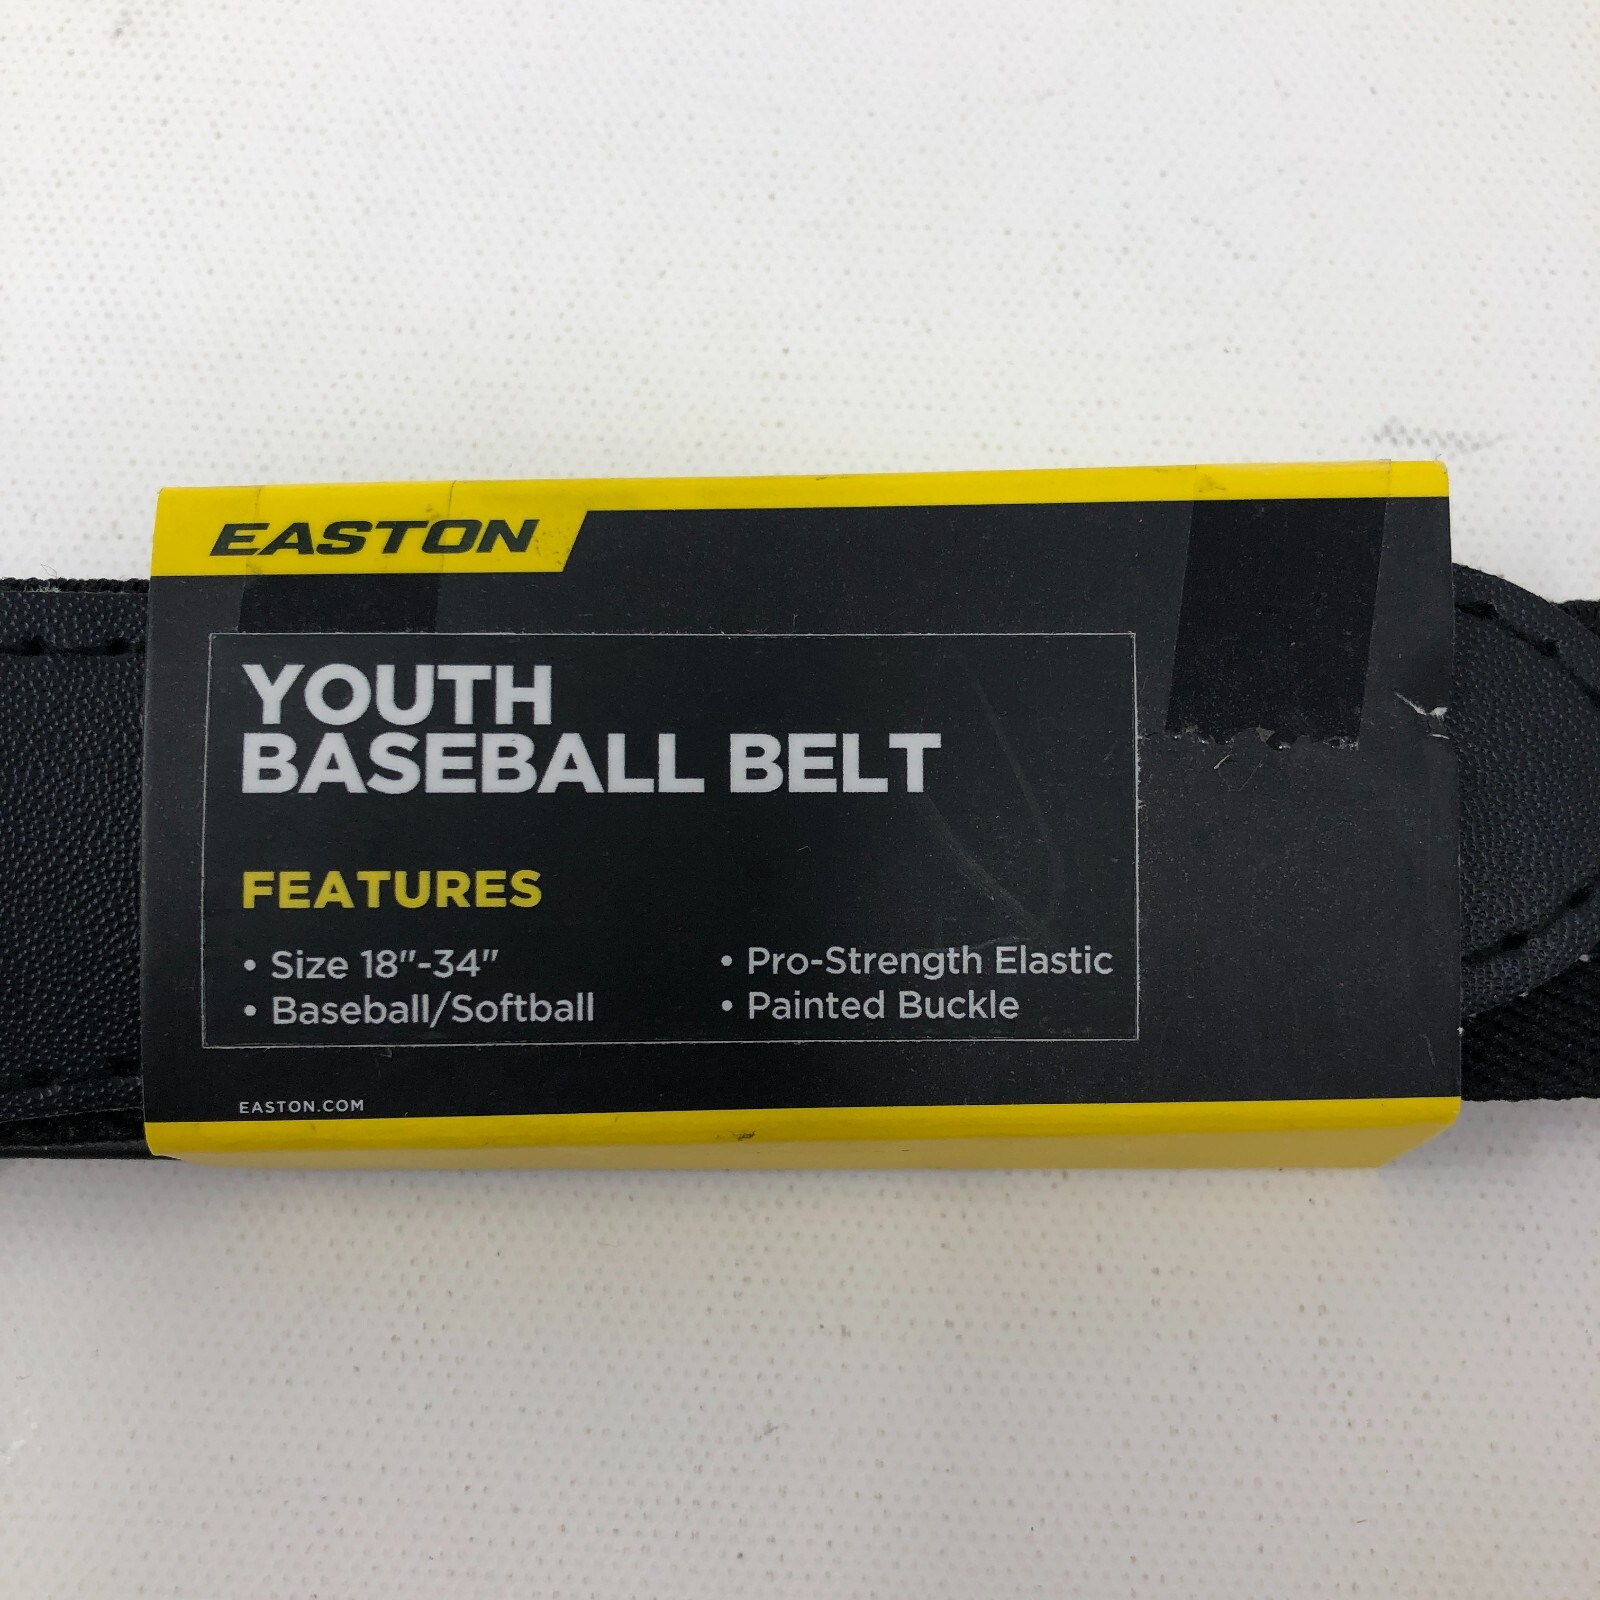 EASTON
YOUTH
BASEBALL BELT
FEATURES
• Size 18"-34"
• Baseball/Softball
• Pro-Strength Elastic
• Painted Buckle
EASTON.COM